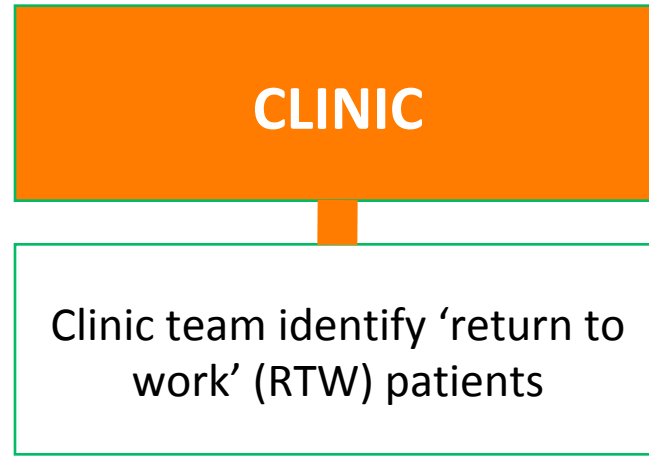 CLINIC
Clinic team identify ‘return to
work’ (RTW) patients